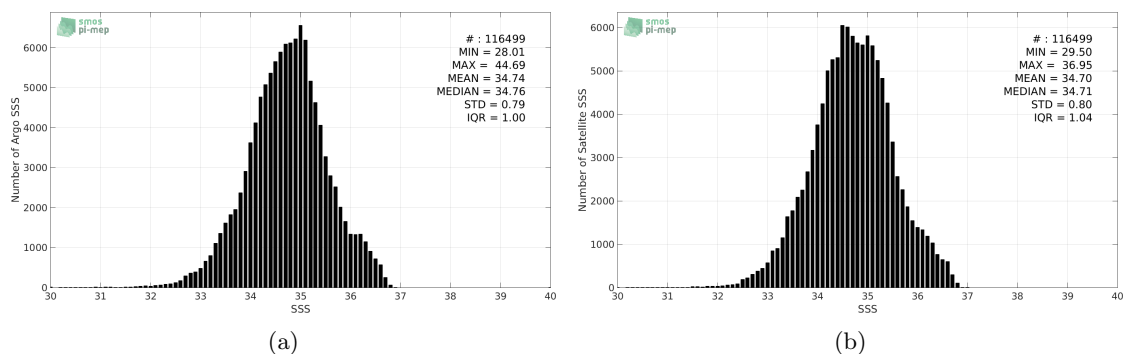 smos
pi-mep
# : 116499
MIN = 28.01
MAX = 44.69
MEAN = 34.74
MEDIAN = 34.76
STD = 0.79
IQR = 1.00
Number of Argo SSS
6000
5000
4000
3000
2000
1000
0
30 31 32 33 34 35 36 37 38 39 40
SSS
(a)
smos
pi-mep
# : 116499
MIN = 29.50
MAX = 36.95
MEAN = 34.70
MEDIAN = 34.71
STD = 0.80
IQR = 1.04
Number of Satellite SSS
6000
5000
4000
3000
2000
1000
0
30 31 32 33 34 35 36 37 38 39 40
SSS
(b)